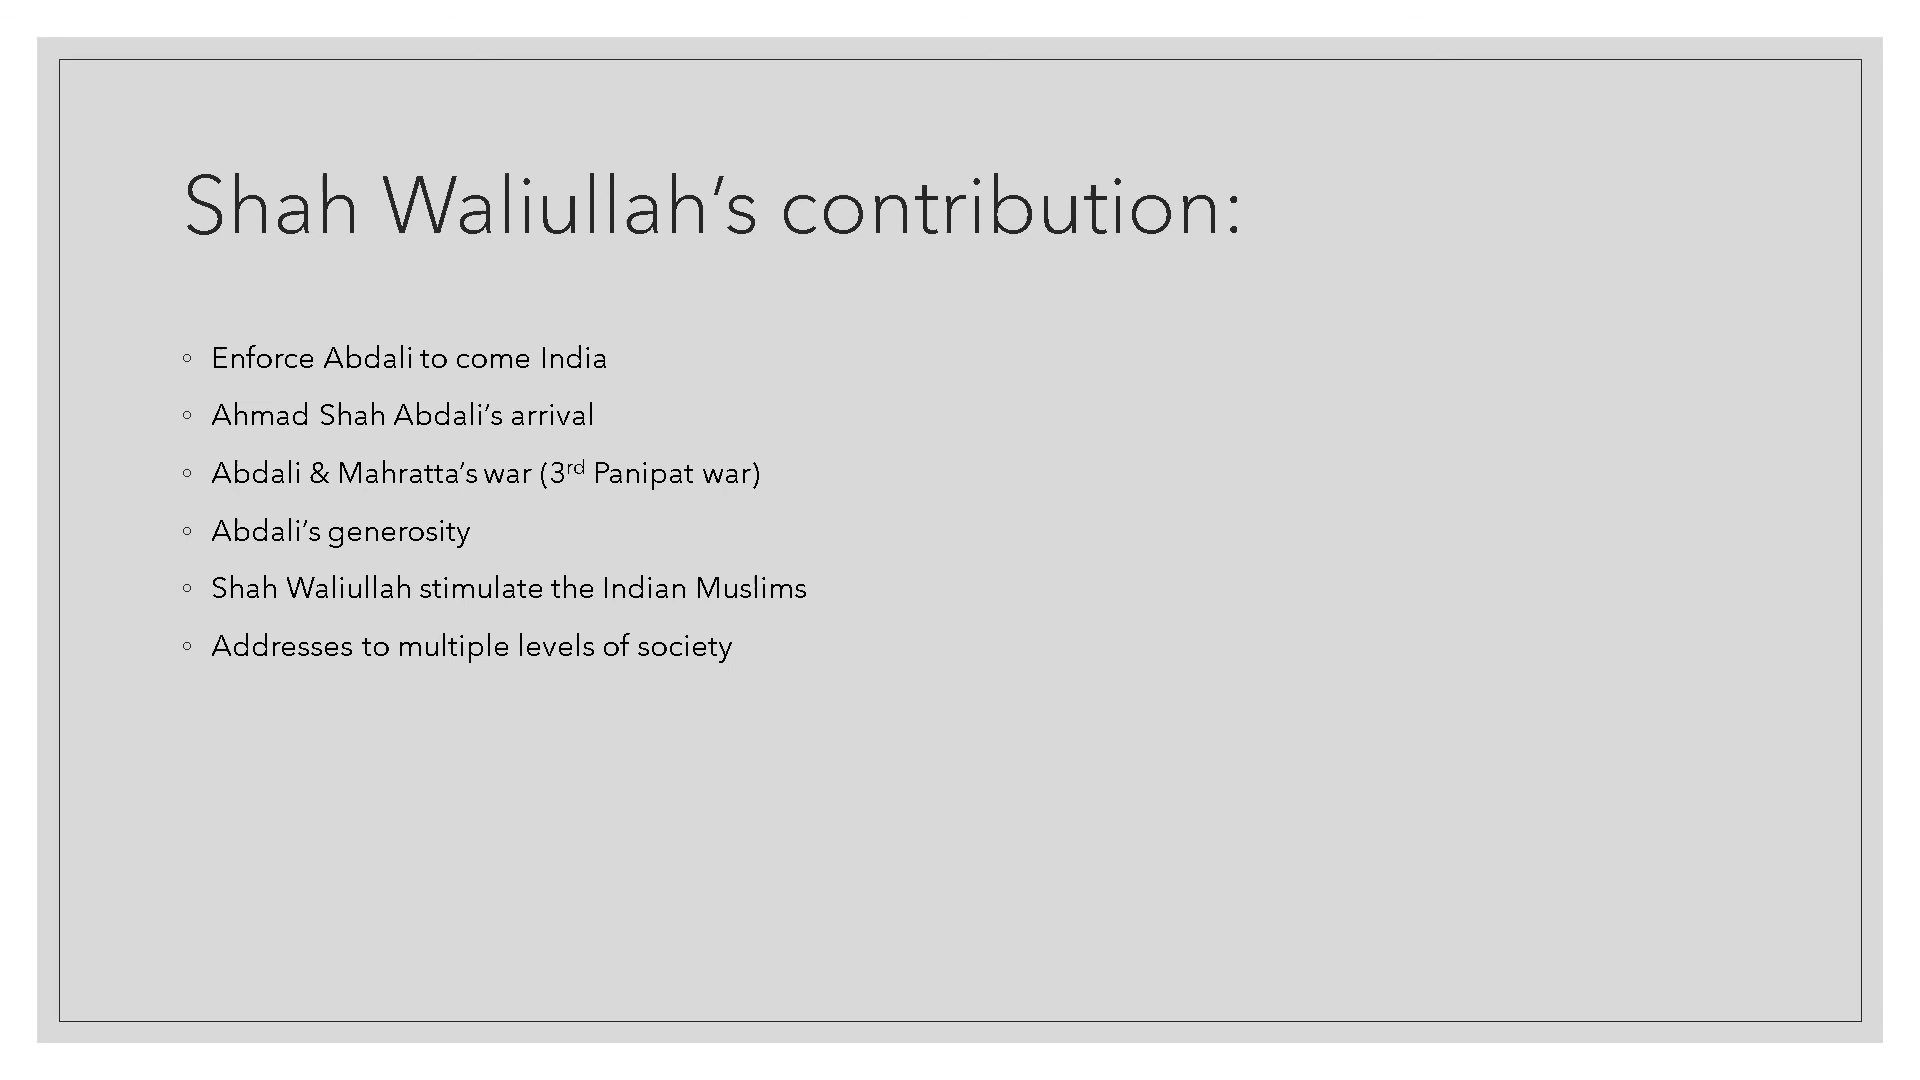 Shah Waliullah’s contribution:
◦ Enforce Abdali to come India
◦ Ahmad Shah Abdali’s arrival
◦ Abdali & Mahratta’s war (3rd Panipat war)
◦ Abdali’s generosity
◦ Shah Waliullah stimulate the Indian Muslims
◦ Addresses to multiple levels of society